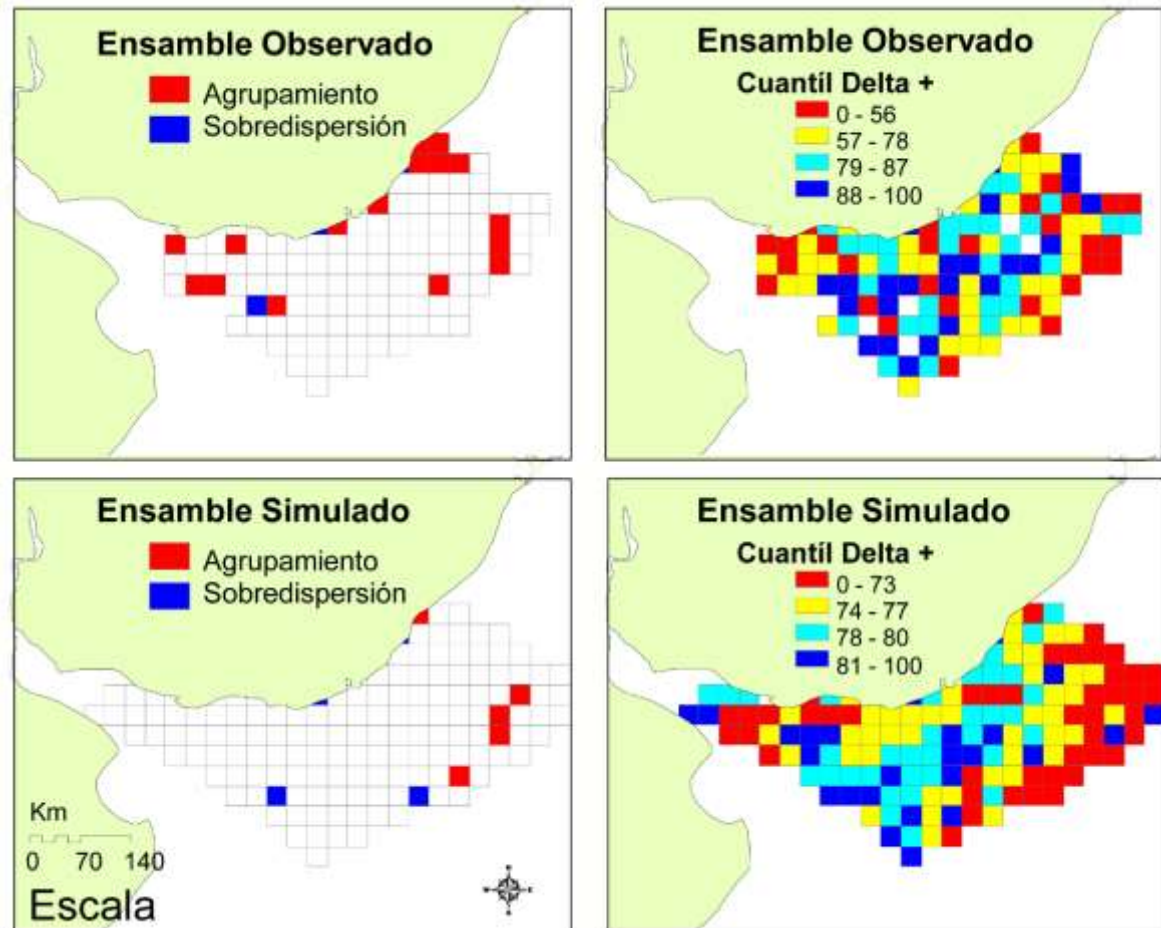 Ensamble Observado
Agrupamiento
Sobredispersión
Ensamble Observado
Cuantíl Delta +
0 - 56
57 - 78
79 - 87
88 - 100
Ensamble Simulado
Agrupamiento
Sobredispersión
Km
0 70 140
Escala
Ensamble Simulado
Cuantíl Delta +
0 - 73
74 - 77
78 - 80
81 - 100